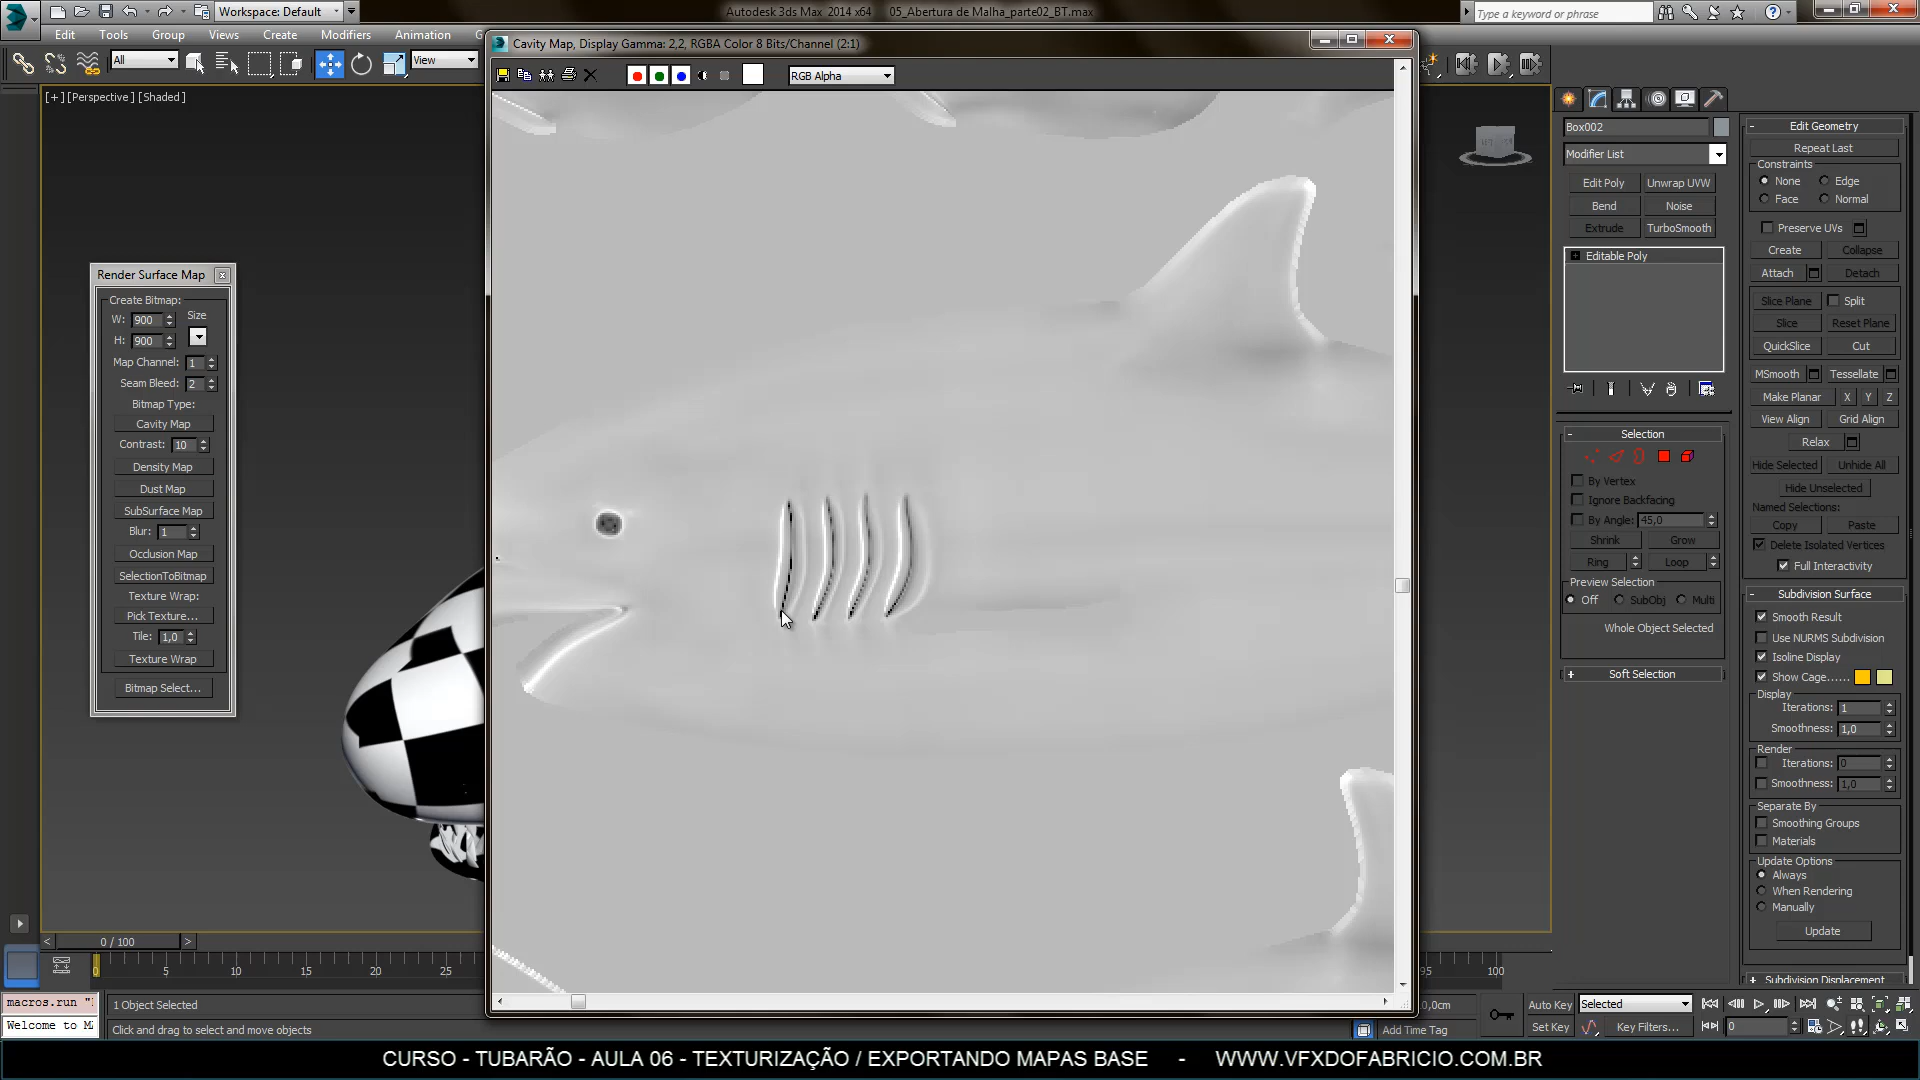 Workspace: Default
Autodesk 3ds Max 2014 x64 05_Abertura de Malha_parte02_BT.max
Type a keyword or phrase
Edit Tools Group Views Create Modifiers Animation
All
View
[+] [Perspective] [Shaded]
Cavity Map, Display Gamma: 2,2, RGBA Color 8 Bits/Channel (2:1)
RGB Alpha
Render Surface Map
Create Bitmap:
W: 900 Size
H: 900
Map Channel: 1
Seam Bleed: 2
Bitmap Type:
Cavity Map
Contrast: 10
Density Map
Dust Map
SubSurface Map
Blur: 1
Occlusion Map
SelectionToBitmap
Texture Wrap:
Pick Texture...
Tile: 1,0
Texture Wrap
Bitmap Select...
Box002
Modifier List
Edit Poly Unwrap UVW
Bend Noise
Extrude TurboSmooth
Editable Poly
Selection
By Vertex
Ignore Backfacing
By Angle: 45,0
Shrink Grow
Ring Loop
Preview Selection
Off SubObj Multi
Whole Object Selected
Soft Selection
Edit Geometry
Repeat Last
Constraints
None Edge
Face Normal
Preserve UVs
Create Collapse
Attach Detach
Slice Plane Split
Slice Reset Plane
QuickSlice Cut
MSmooth Tessellate
Make Planar X Y Z
View Align Grid Align
Relax
Hide Selected Unhide All
Hide Unselected
Named Selections:
Copy Paste
Delete Isolated Vertices
Full Interactivity
Subdivision Surface
Smooth Result
Use NURMS Subdivision
Isoline Display
Show Cage......
Display
Iterations: 1
Smoothness: 1,0
Render
Iterations: 0
Smoothness: 1,0
Separate By
Smoothing Groups
Materials
Update Options
Always
When Rendering
Manually
Update
Subdivision Displacement
0 / 100
0 5 10 15 20 25 95 100
macros.run "
Welcome to M
1 Object Selected
Click and drag to select and move objects
0,0cm
Add Time Tag
Auto Key Selected
Set Key Key Filters... 0
CURSO - TUBARÃO - AULA 06 - TEXTURIZAÇÃO / EXPORTANDO MAPAS BASE - WWW.VFXDOFABRICIO.COM.BR